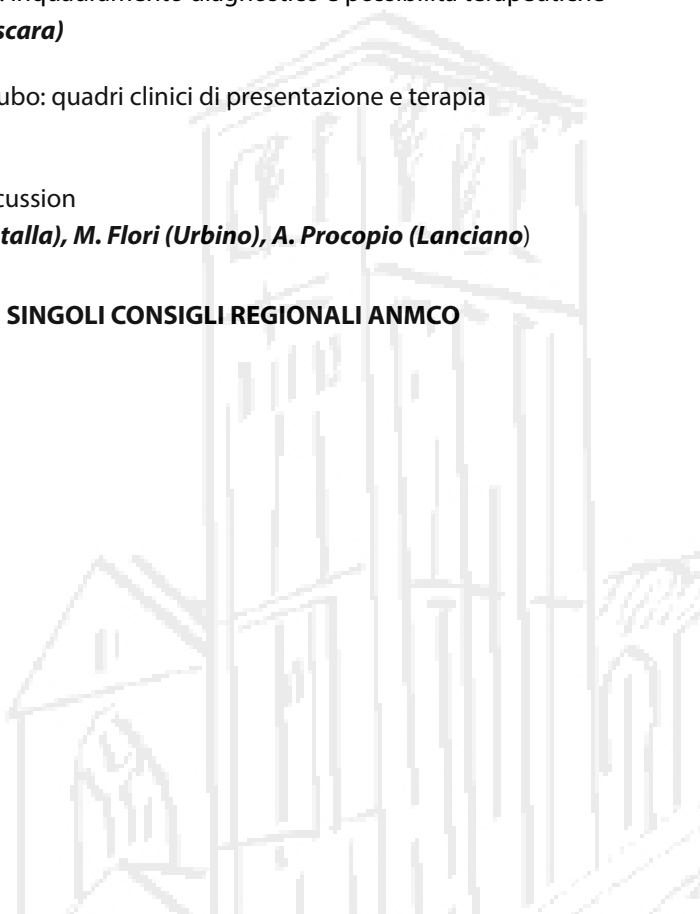 inquadramento diagnostico e possibilità terapeutiche
scara)
ubo: quadri clinici di presentazione e terapia
cussion
talla), M. Flori (Urbino), A. Procopio (Lanciano)
SINGOLI CONSIGLI REGIONALI ANMCO